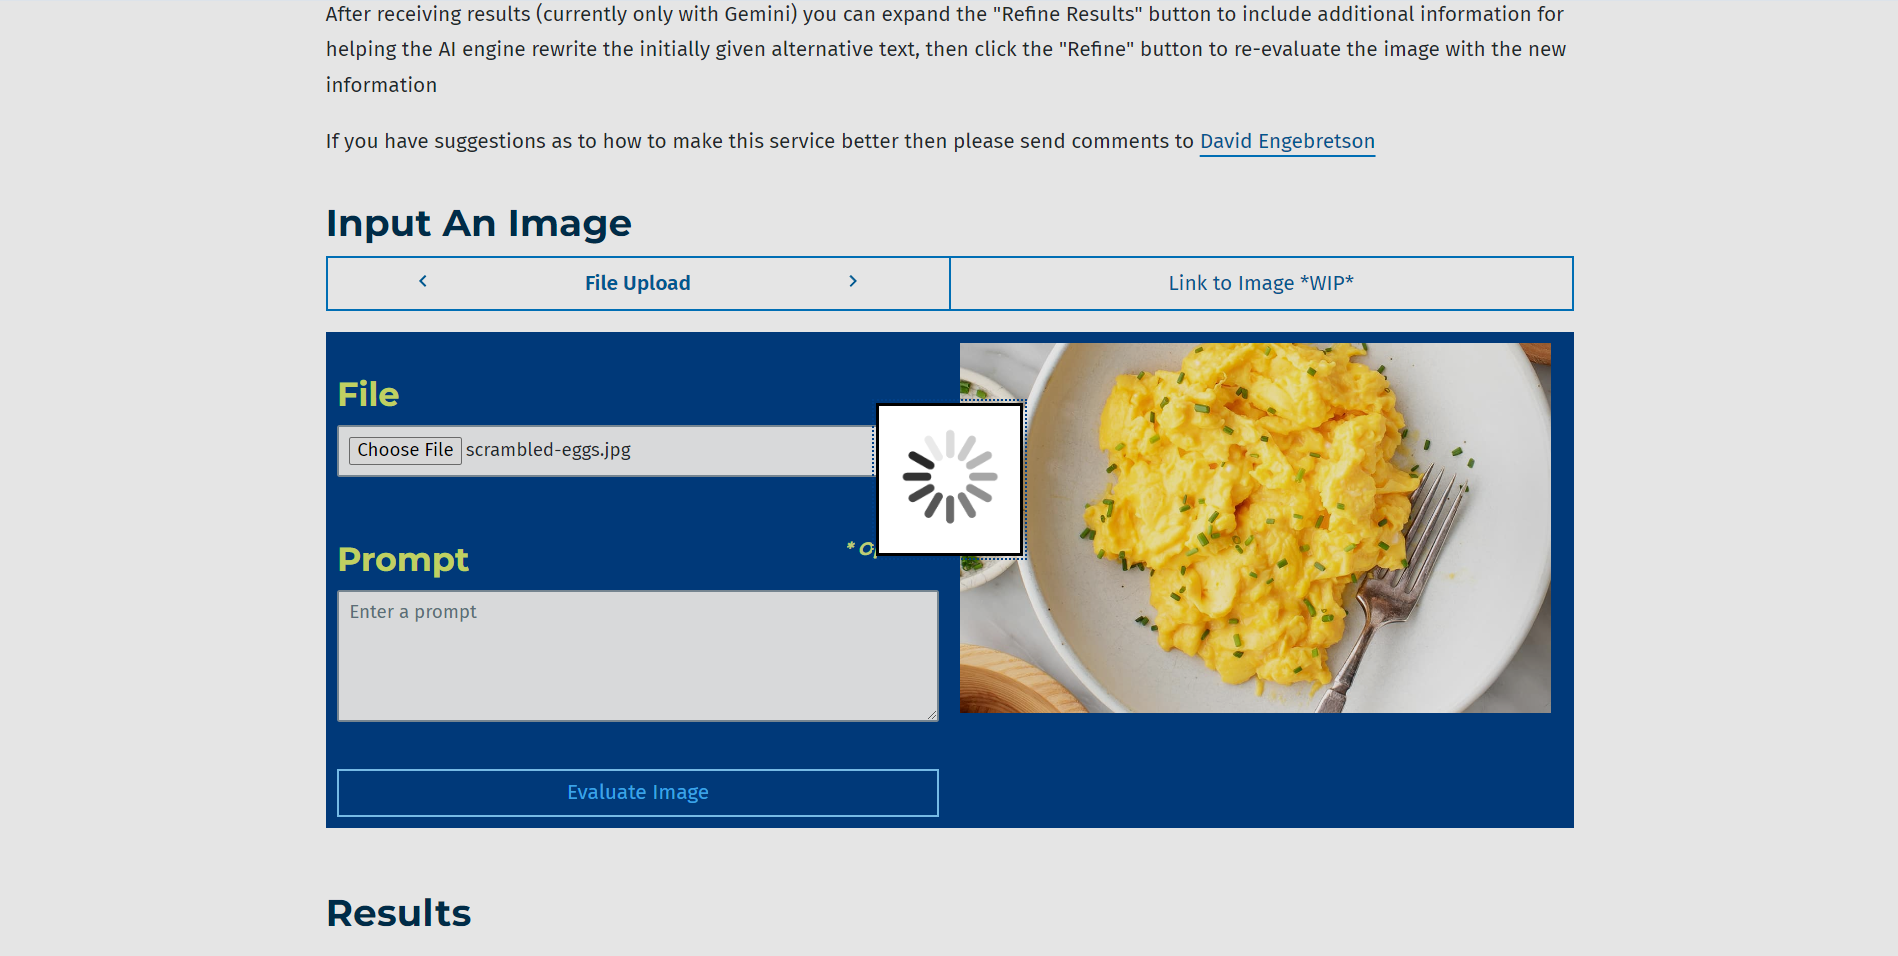 After receiving results (currently only with Gemini) you can expand the "Refine Results" button to include additional information for
helping the AI engine rewrite the initially given alternative text, then click the "Refine" button to re-evaluate the image with the new
information
If you have suggestions as to how to make this service better then please send comments to David Engebretson
Input An Image
File Upload
Link to Image *WIP*
File
Choose File scrambled-eggs.jpg
Prompt
Enter a prompt
Evaluate Image
Results